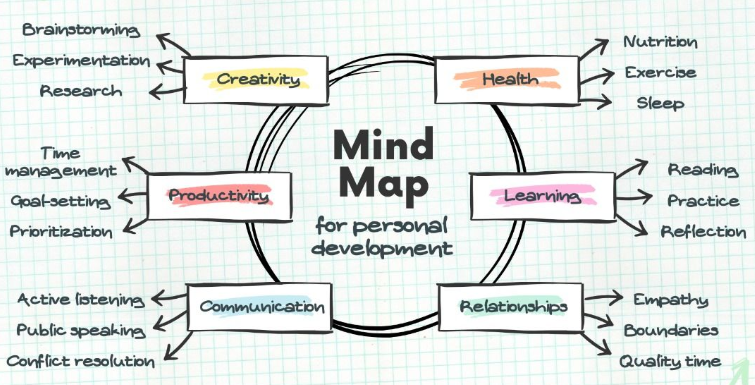 Mind
Map
for personal
development
Creativity
Brainstorming
Experimentation
Research
Health
Nutrition
Exercise
Sleep
Productivity
Time
management
Goal-setting
Prioritization
Learning
Reading
Practice
Reflection
Communication
Active listening
Public speaking
Conflict resolution
Relationships
Empathy
Boundaries
Quality time